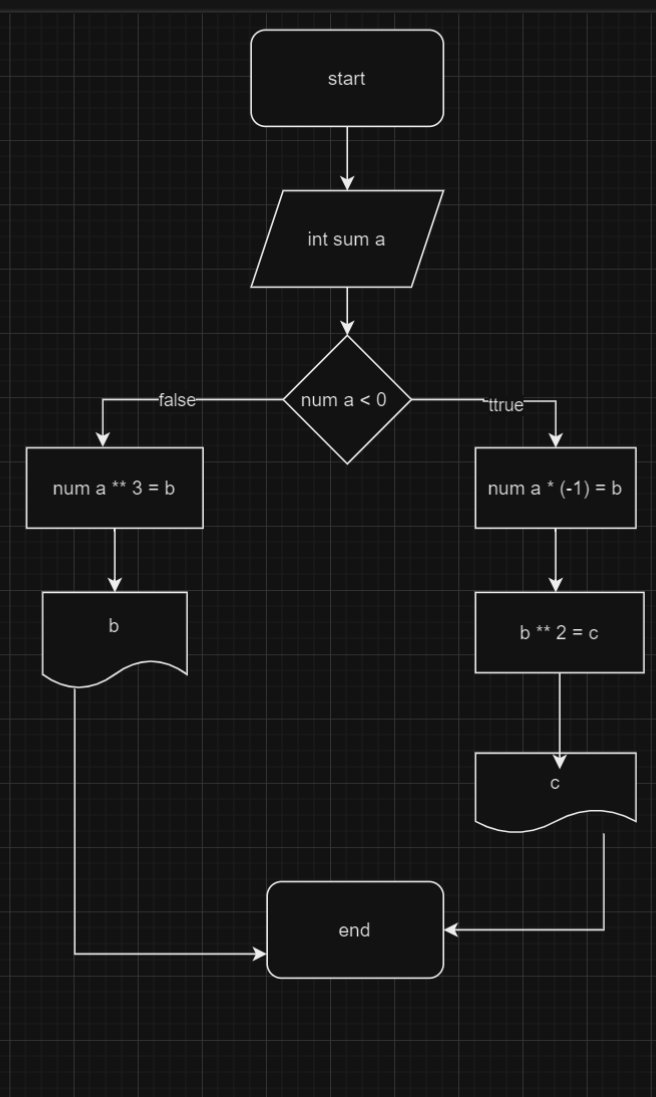 start
int sum a
num a < 0
false
ttrue
num a ** 3 = b
num a * (-1) = b
b
b ** 2 = c
c
end